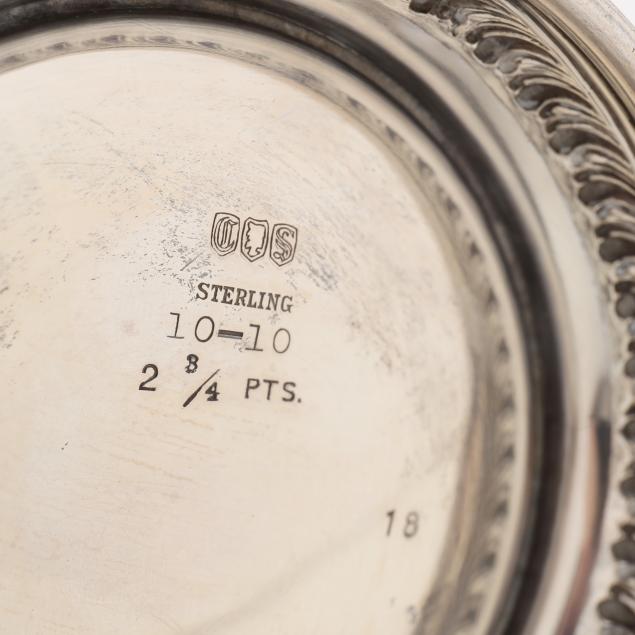 C S
STERLING
10-10
2 3/4 PTS.
18